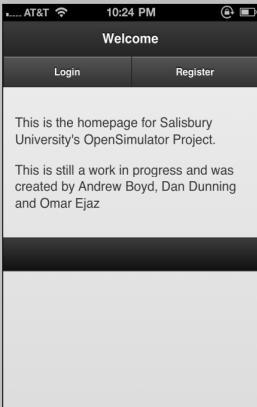 AT&T 10:24 PM
Welcome
Login Register
This is the homepage for Salisbury
University's OpenSimulator Project.
This is still a work in progress and was
created by Andrew Boyd, Dan Dunning
and Omar Ejaz